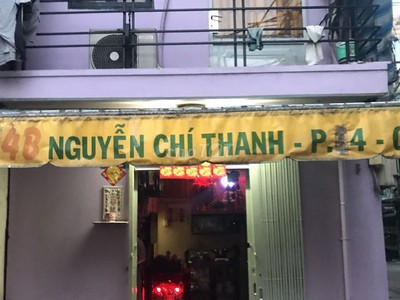 48 NGUYỄN CHÍ THANH - P. 4 -